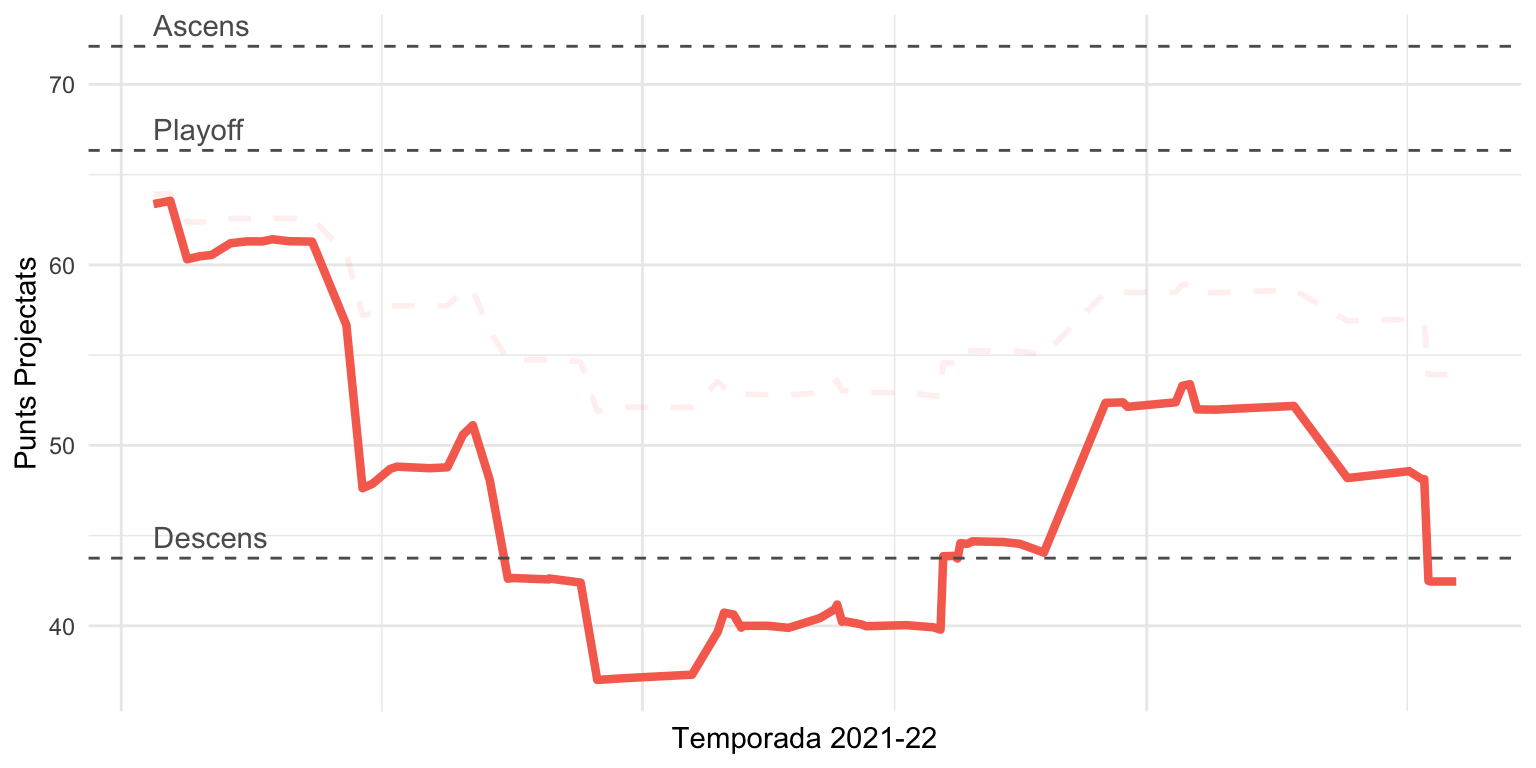 Ascens
70
Playoff
60
Punts Projectats
50
Descens
40
Temporada 2021-22